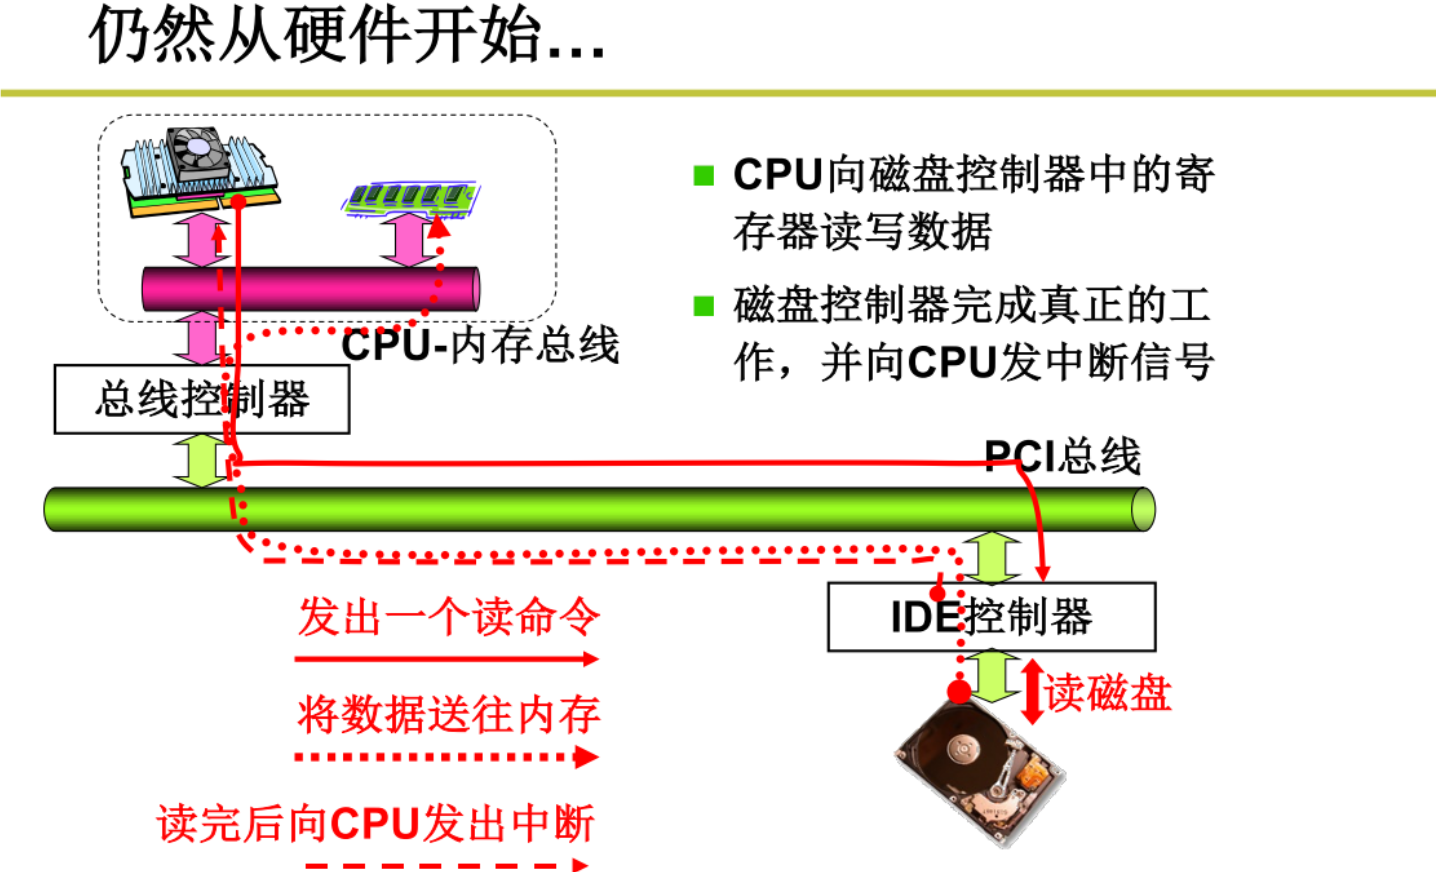 仍然从硬件开始…
CPU向磁盘控制器中的寄
存器读写数据
磁盘控制器完成真正的工
作，并向CPU发中断信号
CPU-内存总线
总线控制器
PCI总线
IDE控制器
读磁盘
发出一个读命令
将数据送往内存
读完后向CPU发出中断